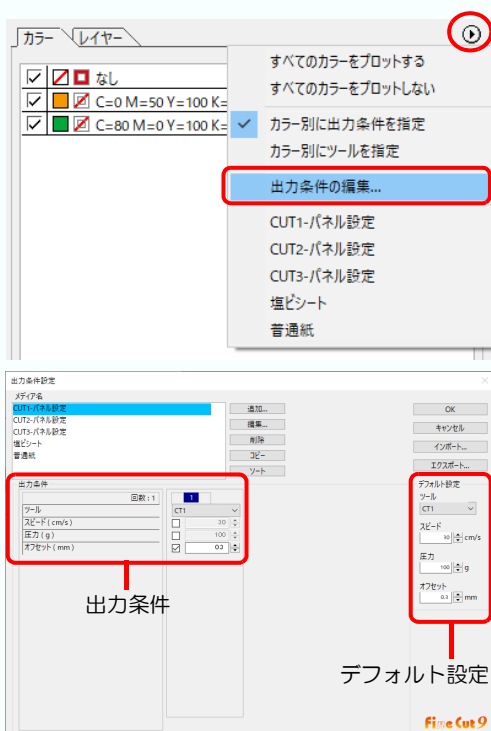 カラー レイヤー
なし
C=0 M=50 Y=100 K=
C=80 M=0 Y=100 K=
すべてのカラーをプロットする
すべてのカラーをプロットしない
カラー別に出力条件を指定
カラー別にツールを指定
出力条件の編集...
CUT1-パネル設定
CUT2-パネル設定
CUT3-パネル設定
塩ビシート
普通紙
出力条件設定
メディア名
CUT1-パネル設定
CUT2-パネル設定
CUT3-パネル設定
塩ビシート
普通紙
追加...
編集...
削除
コピー
ソート
OK
キャンセル
インポート...
エクスポート...
出力条件
回数 : 1
1
ツール CT1
スピード ( cm/s ) 30
圧力 ( g ) 100
オフセット ( mm ) 0.3
デフォルト設定
ツール
CT1
スピード
30 cm/s
圧力
100 g
オフセット
0.3 mm
出力条件
デフォルト設定
FineCut9